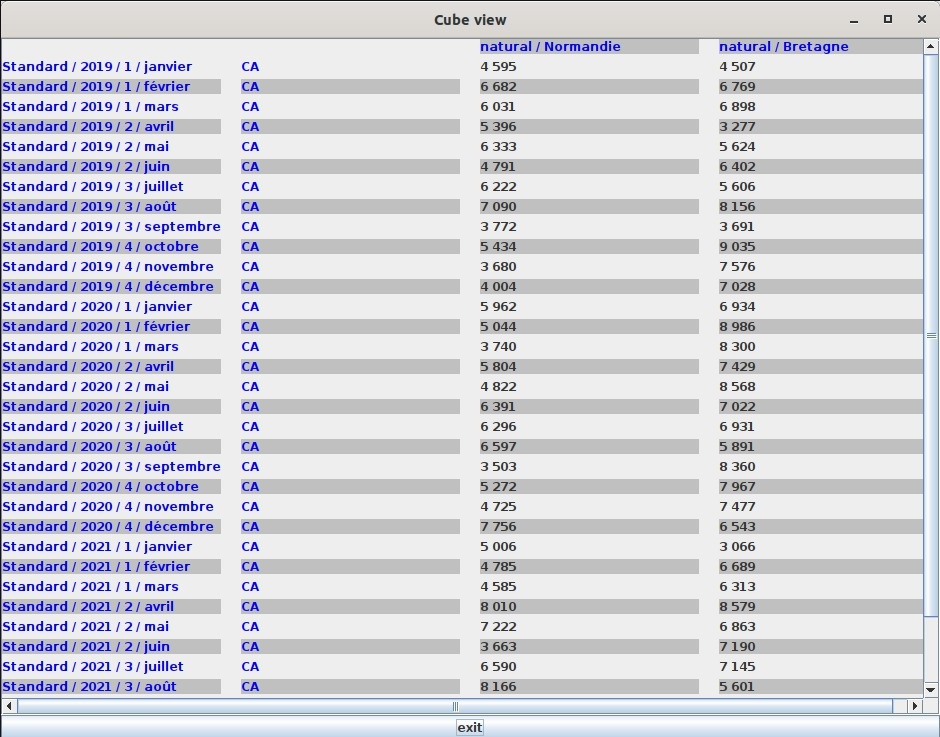 Cube view
natural / Normandie natural / Bretagne
Standard / 2019 / 1 / janvier CA 4 595 4 507
Standard / 2019 / 1 / février CA 6 682 6 769
Standard / 2019 / 1 / mars CA 6 031 6 898
Standard / 2019 / 2 / avril CA 5 396 3 277
Standard / 2019 / 2 / mai CA 6 333 5 624
Standard / 2019 / 2 / juin CA 4 791 6 402
Standard / 2019 / 3 / juillet CA 6 222 5 606
Standard / 2019 / 3 / août CA 7 090 8 156
Standard / 2019 / 3 / septembre CA 3 772 3 691
Standard / 2019 / 4 / octobre CA 5 434 9 035
Standard / 2019 / 4 / novembre CA 3 680 7 576
Standard / 2019 / 4 / décembre CA 4 004 7 028
Standard / 2020 / 1 / janvier CA 5 962 6 934
Standard / 2020 / 1 / février CA 5 044 8 986
Standard / 2020 / 1 / mars CA 3 740 8 300
Standard / 2020 / 2 / avril CA 5 804 7 429
Standard / 2020 / 2 / mai CA 4 822 8 568
Standard / 2020 / 2 / juin CA 6 391 7 022
Standard / 2020 / 3 / juillet CA 6 296 6 931
Standard / 2020 / 3 / août CA 6 597 5 891
Standard / 2020 / 3 / septembre CA 3 503 8 360
Standard / 2020 / 4 / octobre CA 5 272 7 967
Standard / 2020 / 4 / novembre CA 4 725 7 477
Standard / 2020 / 4 / décembre CA 7 756 6 543
Standard / 2021 / 1 / janvier CA 5 006 3 066
Standard / 2021 / 1 / février CA 4 785 6 689
Standard / 2021 / 1 / mars CA 4 585 6 313
Standard / 2021 / 2 / avril CA 8 010 8 579
Standard / 2021 / 2 / mai CA 7 222 6 863
Standard / 2021 / 2 / juin CA 3 663 7 190
Standard / 2021 / 3 / juillet CA 6 590 7 145
Standard / 2021 / 3 / août CA 8 166 5 601
exit